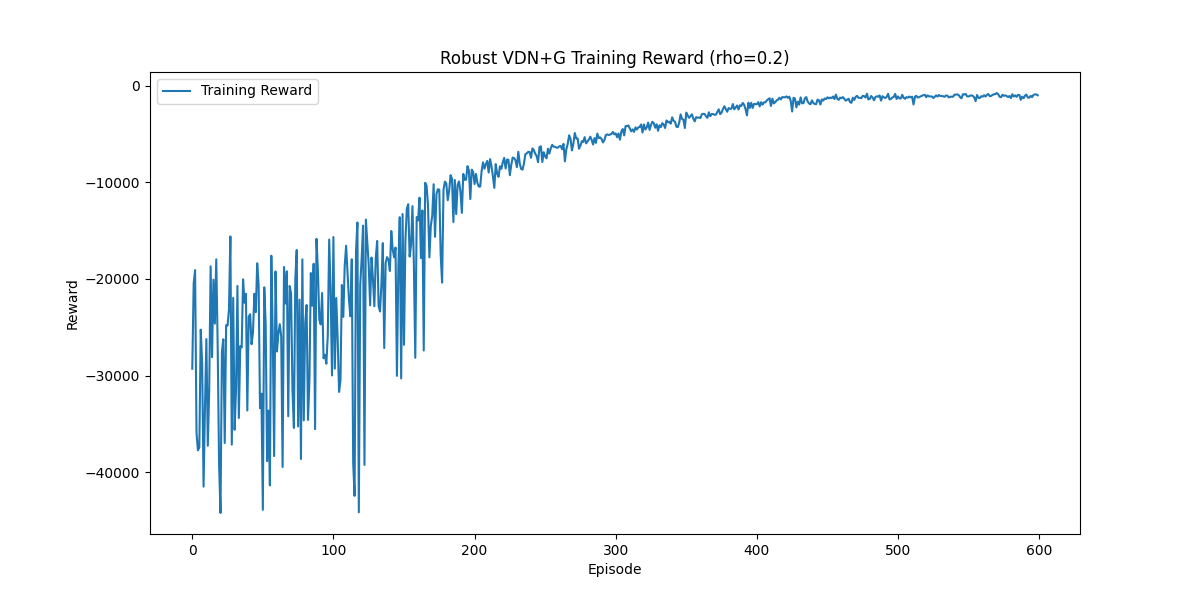 Robust VDN+G Training Reward (rho=0.2)
Training Reward
0
−10000
−20000
−30000
−40000
Reward
0 100 200 300 400 500 600
Episode